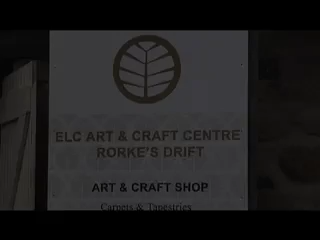 ELC ART & CRAFT CENTRE
RORKE'S DRIFT
ART & CRAFT SHOP
Carpets & Tapestries